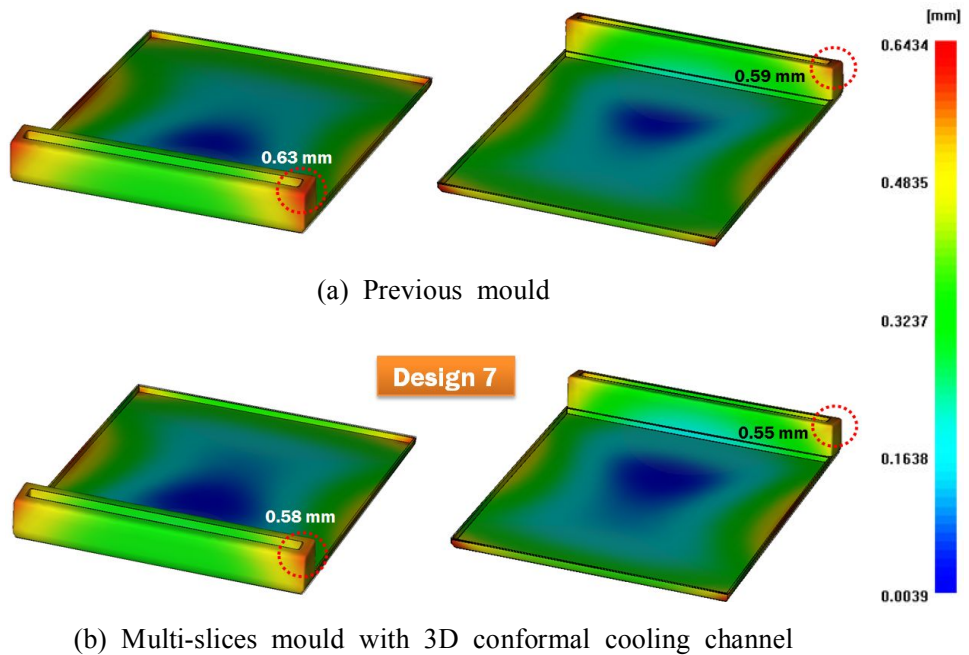 [mm]
0.6434
0.59 mm
0.63 mm
0.4835
(a) Previous mould
0.3237
Design 7
0.55 mm
0.1638
0.58 mm
0.0039
(b) Multi-slices mould with 3D conformal cooling channel